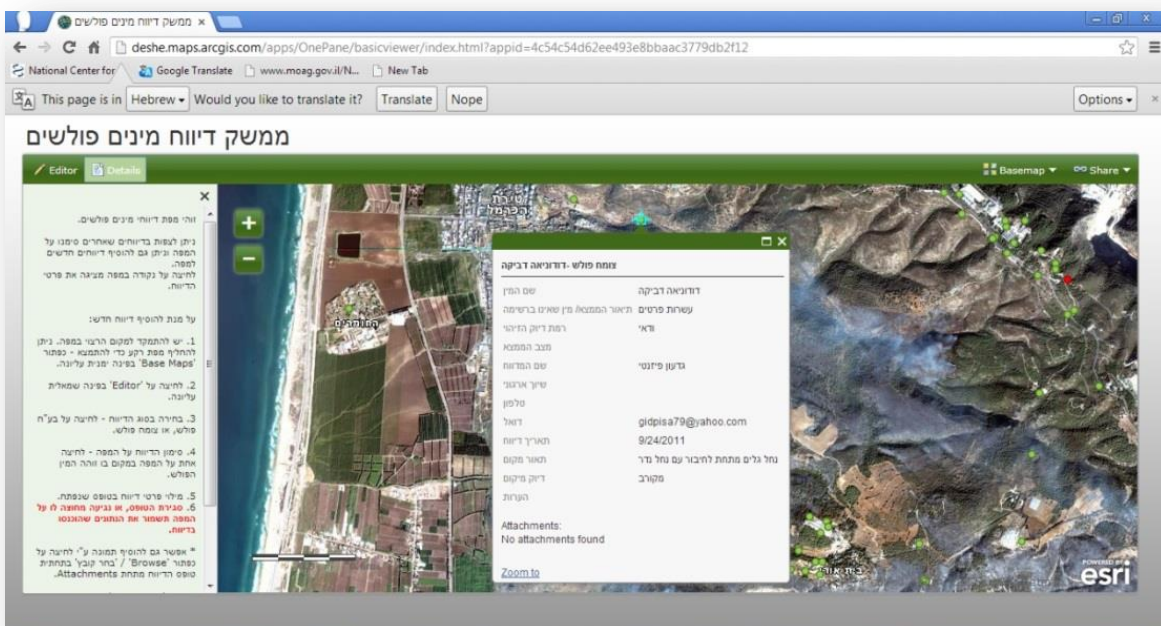 ממשק דיווח מינים פולשים
deshe.maps.arcgis.com/apps/OnePane/basicviewer/index.html?appid=4c54c54d62ee493e8bbaac3779db2f12
National Center for Google Translate www.moag.gov.il/N... New Tab
This page is in Hebrew Would you like to translate it? Translate Nope Options
ממשק דיווח מינים פולשים
Editor Details Basemap Share
זוהי מפת דיווחי מינים פולשים.
ניתן לצפות בדיווחים שאחרים סימנו על
המפה וניתן גם להוסיף דיווחים חדשים
למפה.
לחיצה על נקודה במפה מציגה את פרטי
הדיווח.
על מנת להוסיף דיווח חדש:
1. יש להתמקד למקום הרצוי במפה. ניתן
להחליף מפת רקע כדי להתמצא - כפתור
'Base Maps' בפינה ימנית עליונה.
2. לחיצה על 'Editor' בפינה שמאלית
עליונה.
3. בחירה בסוג הדיווח - לחיצה על בע"ח
פולש, או צומח פולש.
4. סימון הדיווח על המפה - לחיצה
אחת על המפה במקום בו זוהה המין
הפולש.
5. מילוי פרטי דיווח בטופס שנפתח.
6. סגירת הטופס, או נגיעה מחוצה לו על
המפה תשמור את הנתונים שהוכנסו
בדיווח.
* אפשר גם להוסיף תמונה ע"י לחיצה על
כפתור 'Browse' / 'בחר קובץ' בתחתית
טופס הדיווח מתחת Attachments.
טירת
הכרמל
החותרים
צומח פולש -דודוניאה דביקה
שם המין דודוניאה דביקה
תיאור הממצא/ מין שאינו ברשימה עשרות פרטים
רמת דיוק הזיהוי ודאי
מצב הממצא
שם המדווח גדעון פיזנטי
שיוך ארגוני
טלפון
דואל gidpisa79@yahoo.com
תאריך דיווח 9/24/2011
תאור מקום נחל גלים מתחת לחיבור עם נחל נדר
דיוק מיקום מקורב
הערות
Attachments:
No attachments found
Zoom to
בית אורן
POWERED BY
esri